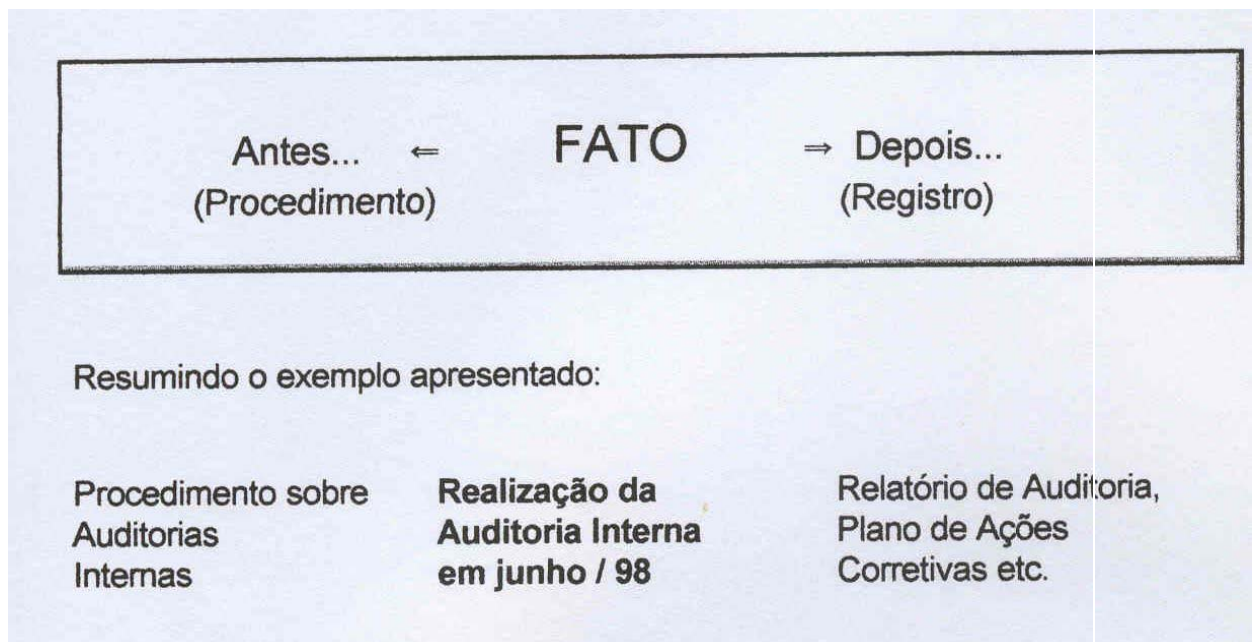 Antes... ⇐ FATO ⇒ Depois...
(Procedimento) (Registro)
Resumindo o exemplo apresentado:
Procedimento sobre Realização da Relatório de Auditoria,
Auditorias Auditoria Interna Plano de Ações
Internas em junho / 98 Corretivas etc.